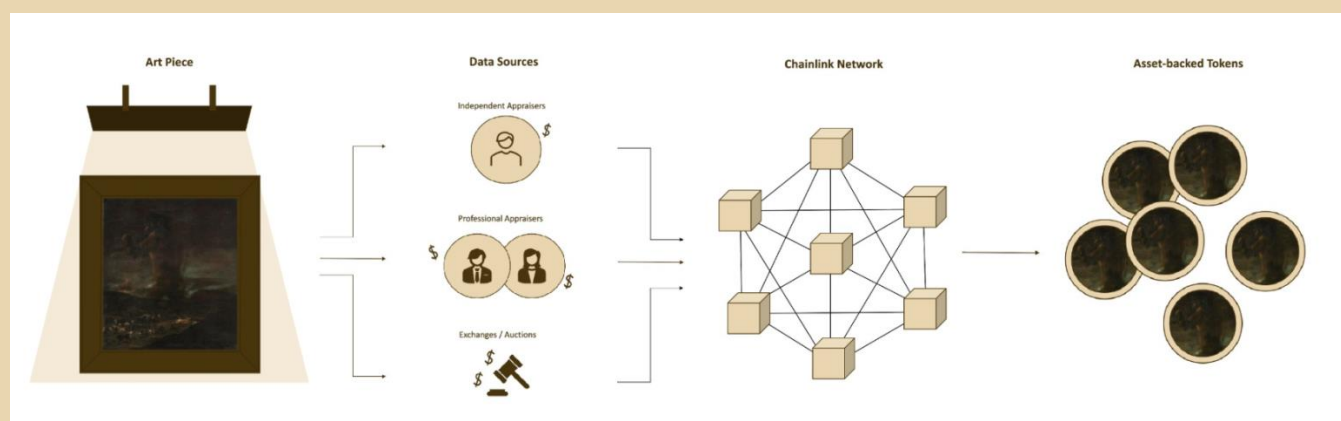 Art Piece
Data Sources
Chainlink Network
Asset-backed Tokens
Independent Appraisers
$
Professional Appraisers
$
$
Exchanges / Auctions
$
$